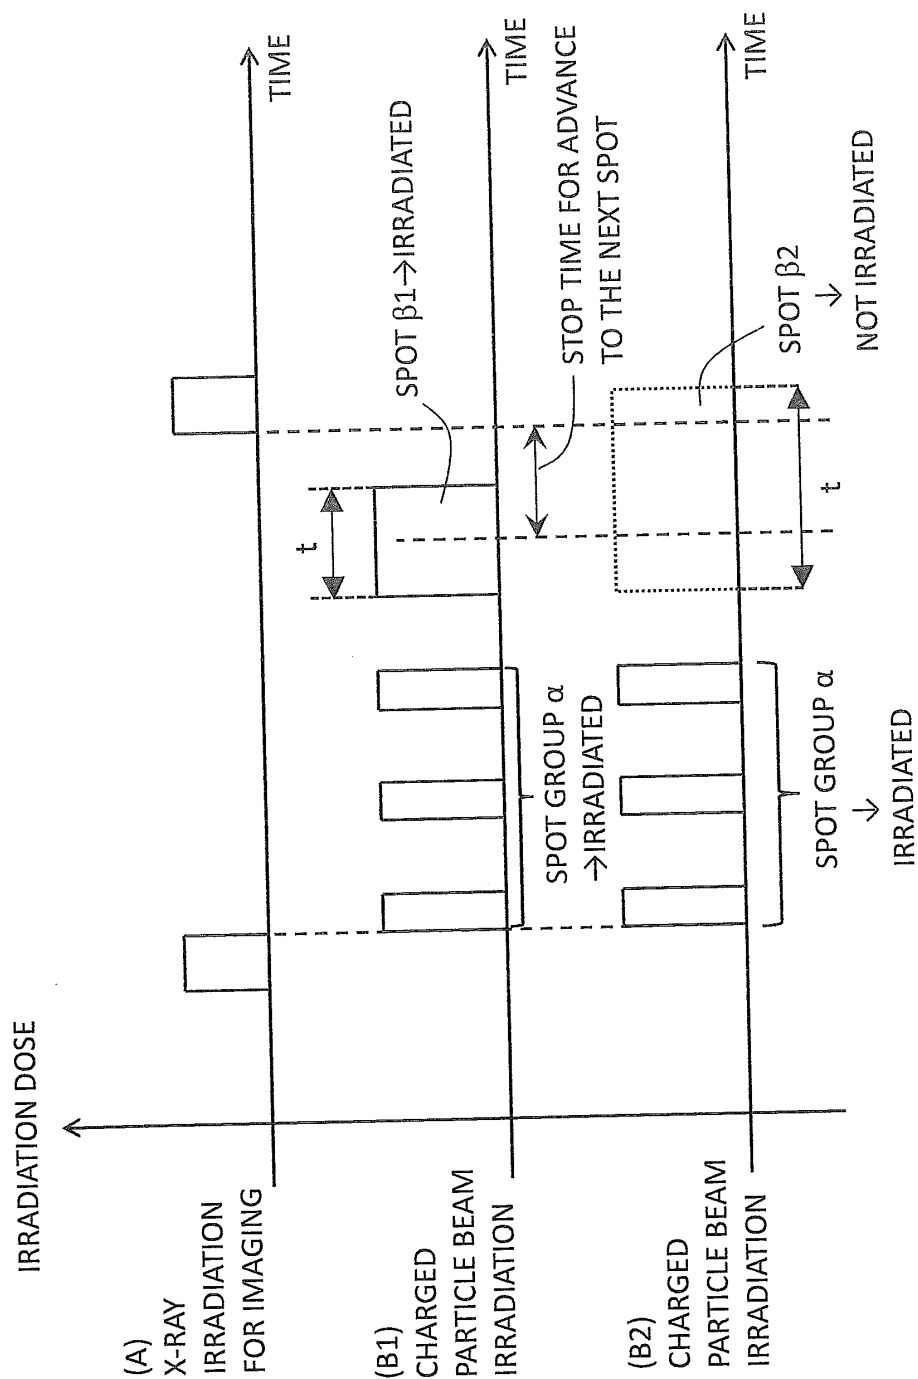 IRRADIATION DOSE
(A)
X-RAY
IRRADIATION
FOR IMAGING
TIME
(B1)
CHARGED
PARTICLE BEAM
IRRADIATION
t
SPOT β1→IRRADIATED
SPOT GROUP α
→IRRADIATED
TIME
STOP TIME FOR ADVANCE
TO THE NEXT SPOT
(B2)
CHARGED
PARTICLE BEAM
IRRADIATION
SPOT GROUP α
↓
IRRADIATED
t
SPOT β2
↓
NOT IRRADIATED
TIME